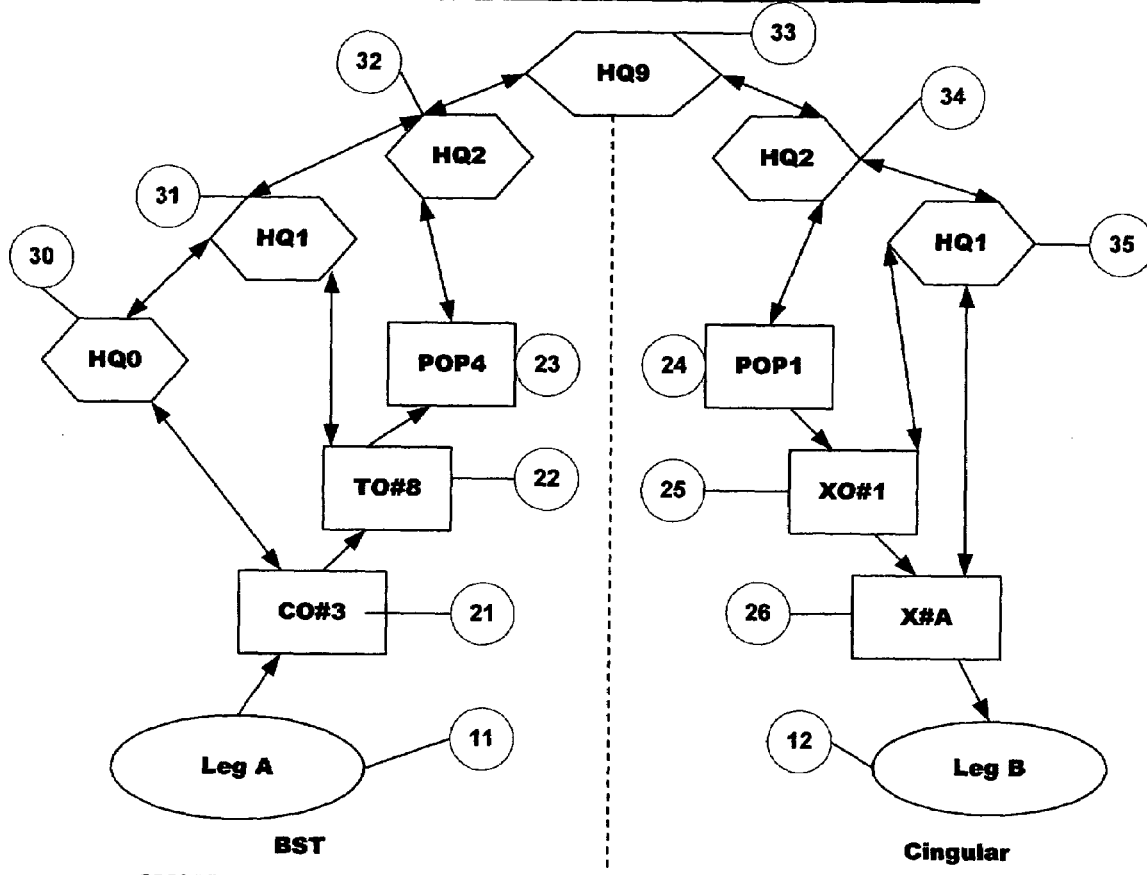 33
HQ9
32
34
HQ2
HQ2
31
HQ1
HQ1
35
30
HQ0
POP4
23
24
POP1
TO#8
22
25
XO#1
CO#3
21
26
X#A
11
12
Leg A
Leg B
BST
Cingular